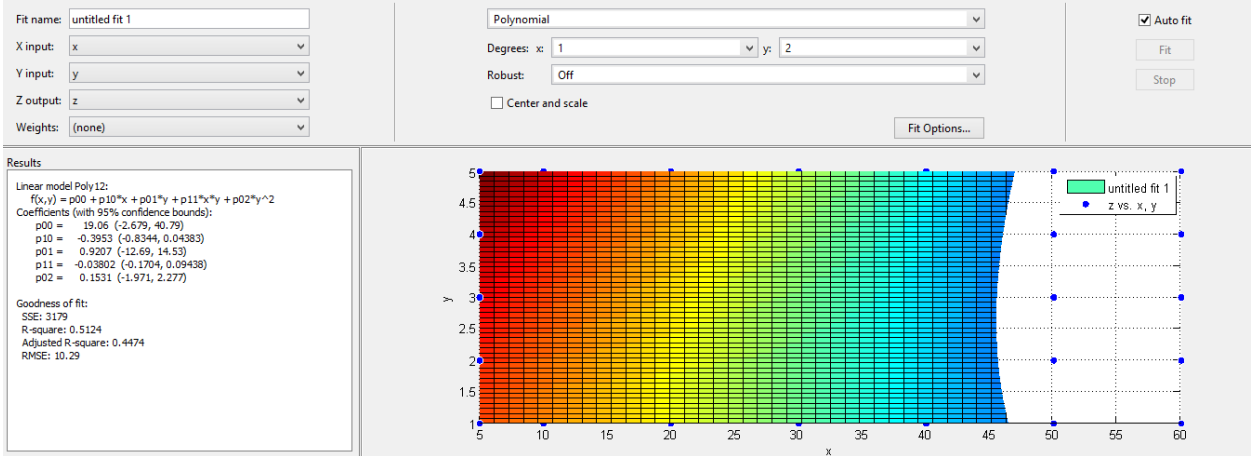 Fit name: untitled fit 1
X input: x
Y input: y
Z output: z
Weights: (none)
Polynomial
Degrees: x: 1 y: 2
Robust: Off
Center and scale
Fit Options...
Auto fit
Fit
Stop
Results
Linear model Poly12:
f(x,y) = p00 + p10*x + p01*y + p11*x*y + p02*y^2
Coefficients (with 95% confidence bounds):
p00 = 19.06 (-2.679, 40.79)
p10 = -0.3953 (-0.8344, 0.04383)
p01 = 0.9207 (-12.69, 14.53)
p11 = -0.03802 (-0.1704, 0.09438)
p02 = 0.1531 (-1.971, 2.277)
Goodness of fit:
SSE: 3179
R-square: 0.5124
Adjusted R-square: 0.4474
RMSE: 10.29
5
4.5
4
3.5
3
2.5
2
1.5
1
y
5 10 15 20 25 30 35 40 45 50 55 60
x
untitled fit 1
z vs. x, y